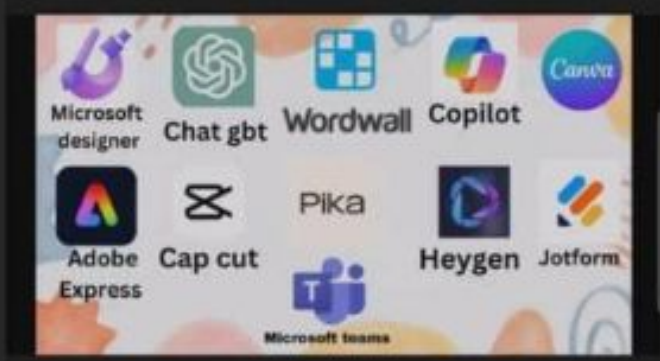 Microsoft
designer
Chat gbt
Wordwall
Copilot
Canva
Adobe
Express
Cap cut
Pika
Heygen
Jotform
T
Microsoft teams